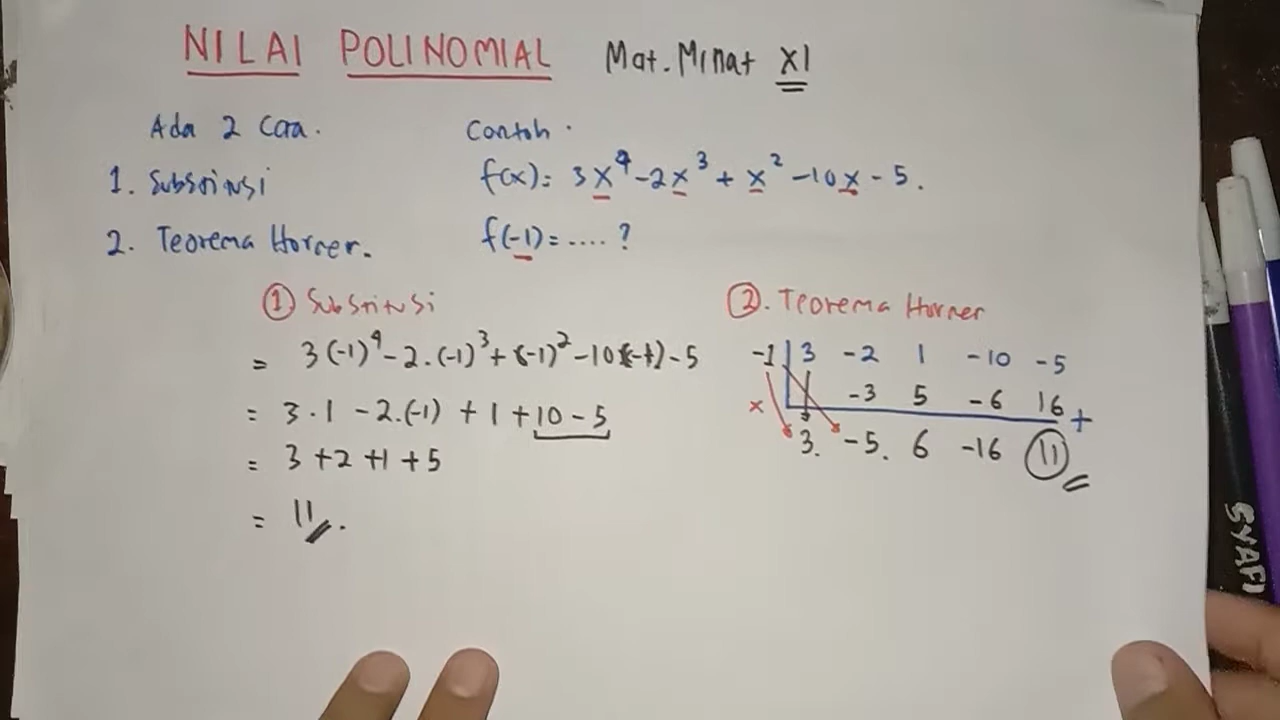 NILAI POLINOMIAL Mat. Minat XI
Ada 2 Cara.
1. Substitusi
2. Teorema Horner.
Contoh.
f(x) = 3x⁴ - 2x³ + x² - 10x - 5.
f(-1) = .... ?
① Substitusi
= 3(-1)⁴ - 2.(-1)³ + (-1)² - 10(-1) - 5
= 3 . 1 - 2.(-1) + 1 + 10 - 5
= 3 + 2 + 1 + 5
= 11.
②. Teorema Horner
-1 | 3 -2 1 -10 -5
x -3 5 -6 16 +
3. -5. 6 -16 11
SYAFI